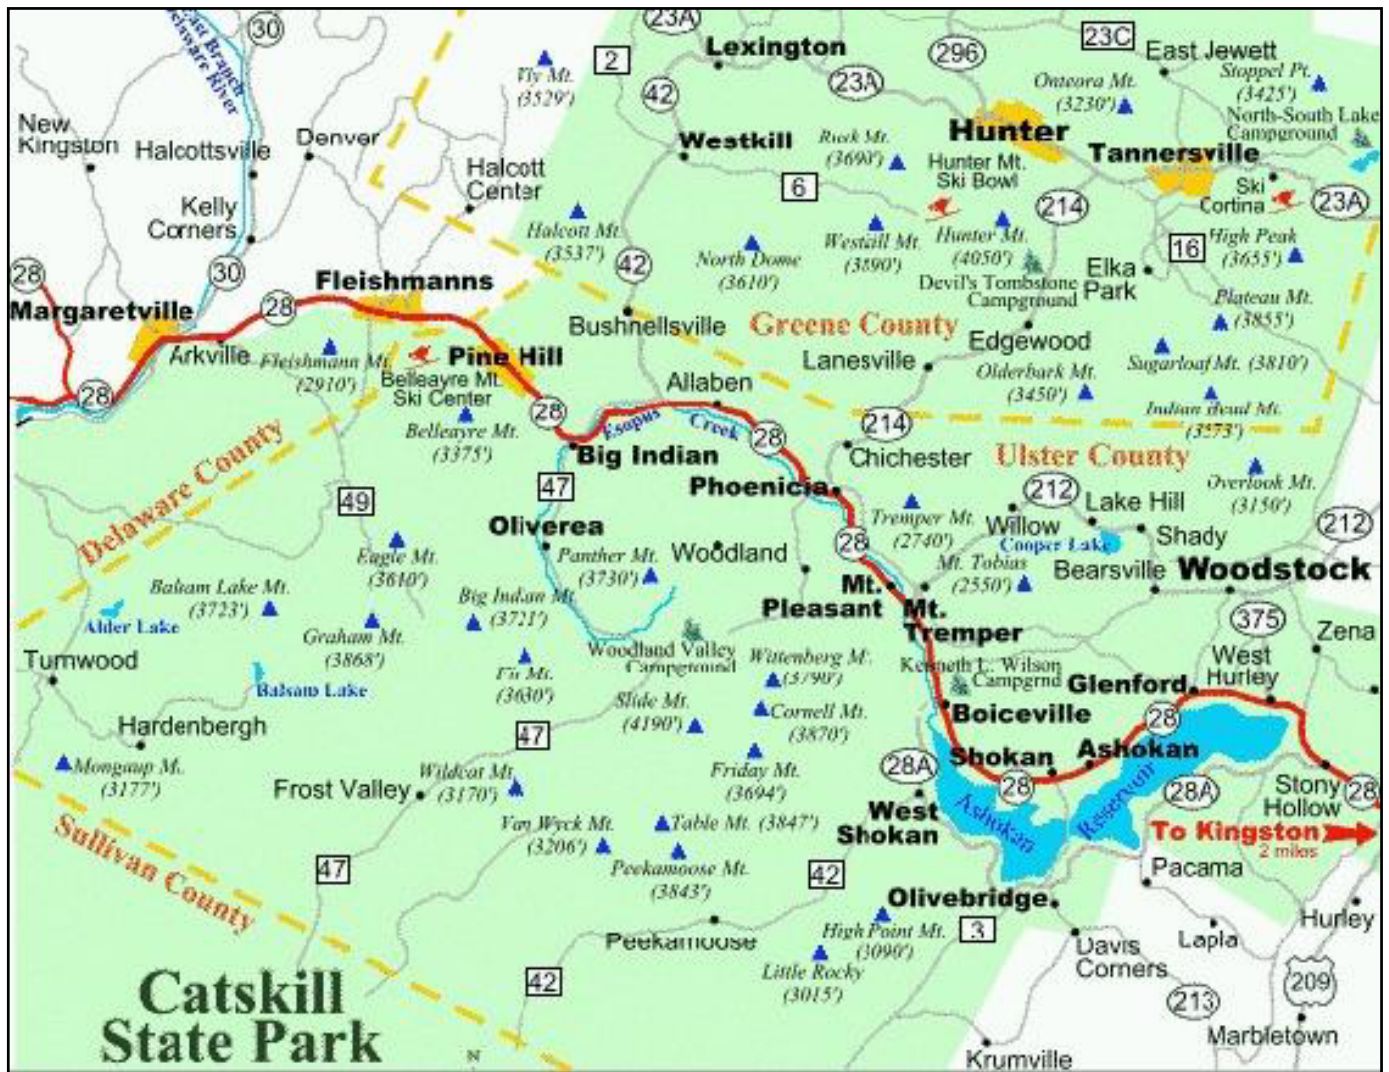 East Branch
Delaware River
30
23A
Lexington
2
Vly Mt.
(3529')
42
23A
296
23C
East Jewett
Onteora Mt.
(3230')
Stoppel Pt.
(3425')
North-South Lake
Campground
New
Kingston
Halcottsville
Denver
Halcott
Center
Westkill
Rusk Mt.
(3690')
Hunter
Hunter Mt.
Ski Bowl
Tannersville
Ski
Cortina
23A
6
214
Kelly
Corners
Halcott Mt.
(3537')
42
North Dome
(3610')
(3890')
Hunter Mt.
(4050')
Devil's Tombstone
Campground
Elka
Park
16
High Peak
(3655')
28
30
Margaretville
28
Fleishmanns
Arkville
Fleishmann Mt.
(2910')
Pine Hill
Belleayre Mt.
Ski Center
Bushnellsville
Greene County
Lanesville
Edgewood
Olderbark Mt.
(3450')
Plateau Mt.
(3855')
Sugarloaf Mt. (3810')
Indian Head Mt.
(3573')
28
Belleayre Mt.
(3375')
28
Allaben
Esopus
Creek
28
214
Chichester
Ulster County
Overlook Mt.
(3150')
Delaware County
Big Indian
47
Phoenicia
49
Oliverea
Panther Mt.
(3730')
Woodland
28
Tremper Mt.
(2740')
212
Willow
Lake Hill
Cooper Lake
Shady
212
Eagle Mt.
(3610')
Balsam Lake Mt.
(3723')
Alder Lake
Graham Mt.
(3868')
Big Indian Mt.
(3721')
Mt.
Pleasant
Mt. Tobias
(2550')
Bearsville
Woodstock
Mt.
Tremper
375
Zena
Turnwood
Balsam Lake
Fir Mt.
(3630')
Woodland Valley
Campground
Wittenberg Mt.
(3790')
Kenneth L. Wilson
Campgrnd
West
Hurley
Glenford
Slide Mt.
(4190')
Cornell Mt.
(3870')
Boiceville
28
Hardenbergh
47
Mongaup Mt.
(3177')
Frost Valley
Wildcat Mt.
(3170')
Friday Mt.
(3694')
28A
Shokan
Ashokan
28
28A
Stony
Hollow
28
West
Shokan
Ashokan
Reservoir
To Kingston
2 miles
Sullivan County
Van Wyck Mt.
(3206')
Table Mt. (3847')
Peekamoose Mt.
(3843')
47
42
Pacama
Olivebridge
3
Peekamoose
High Point Mt.
(3090')
Little Rocky
(3015')
42
Davis
Corners
Lapla
Hurley
209
213
Marbletown
Krumville
Catskill
State Park
N